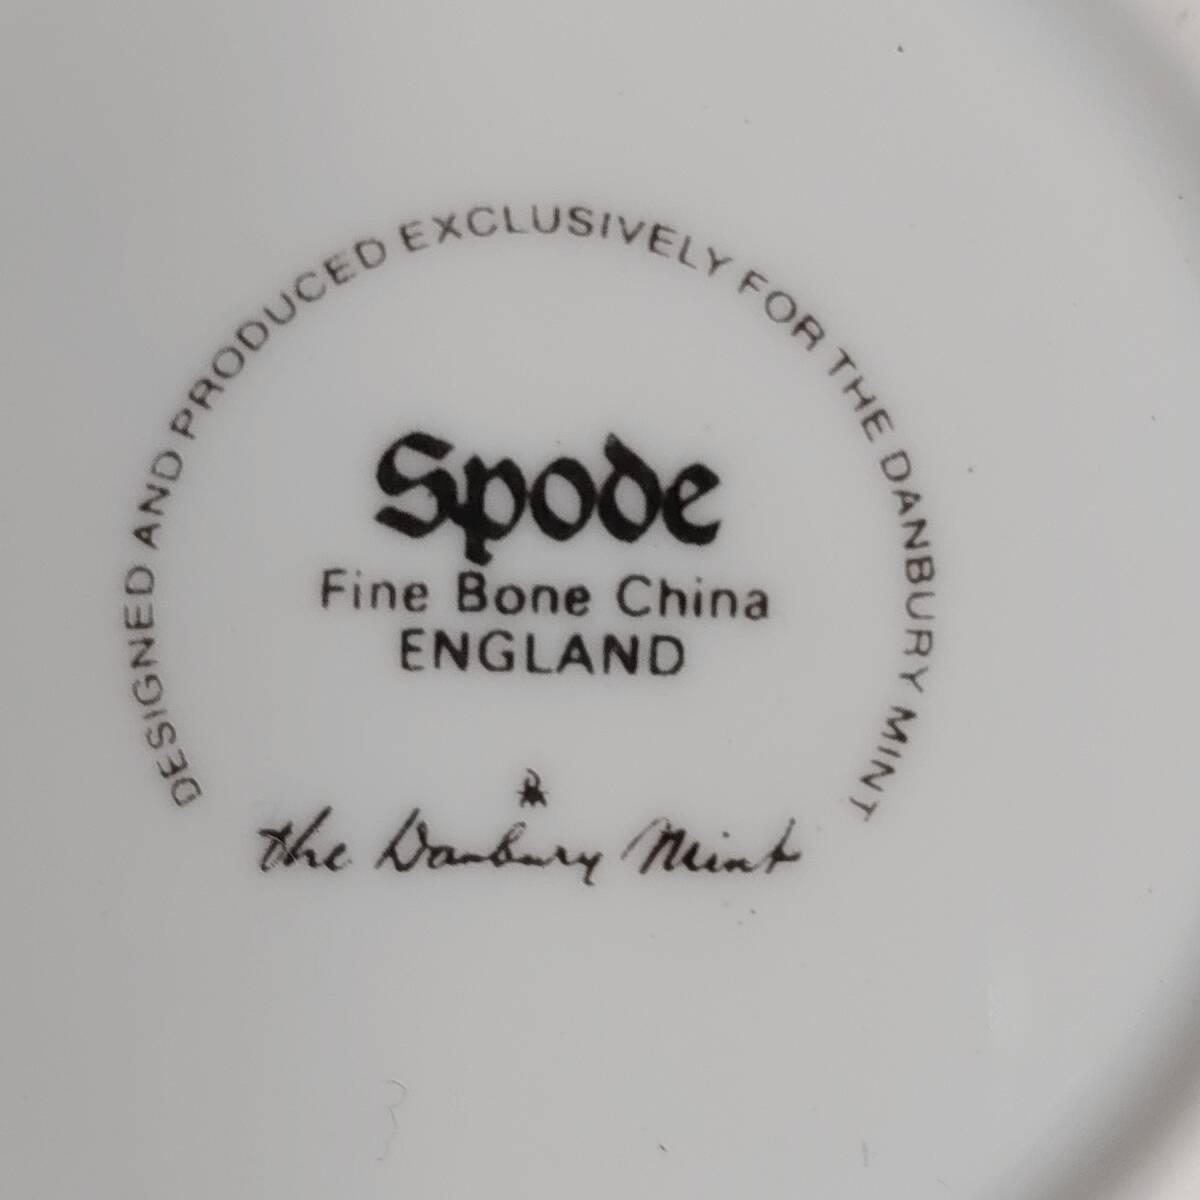 DESIGNED AND PRODUCED EXCLUSIVELY FOR THE DANBURY MINT
Spode
Fine Bone China
ENGLAND
the Danbury Mint